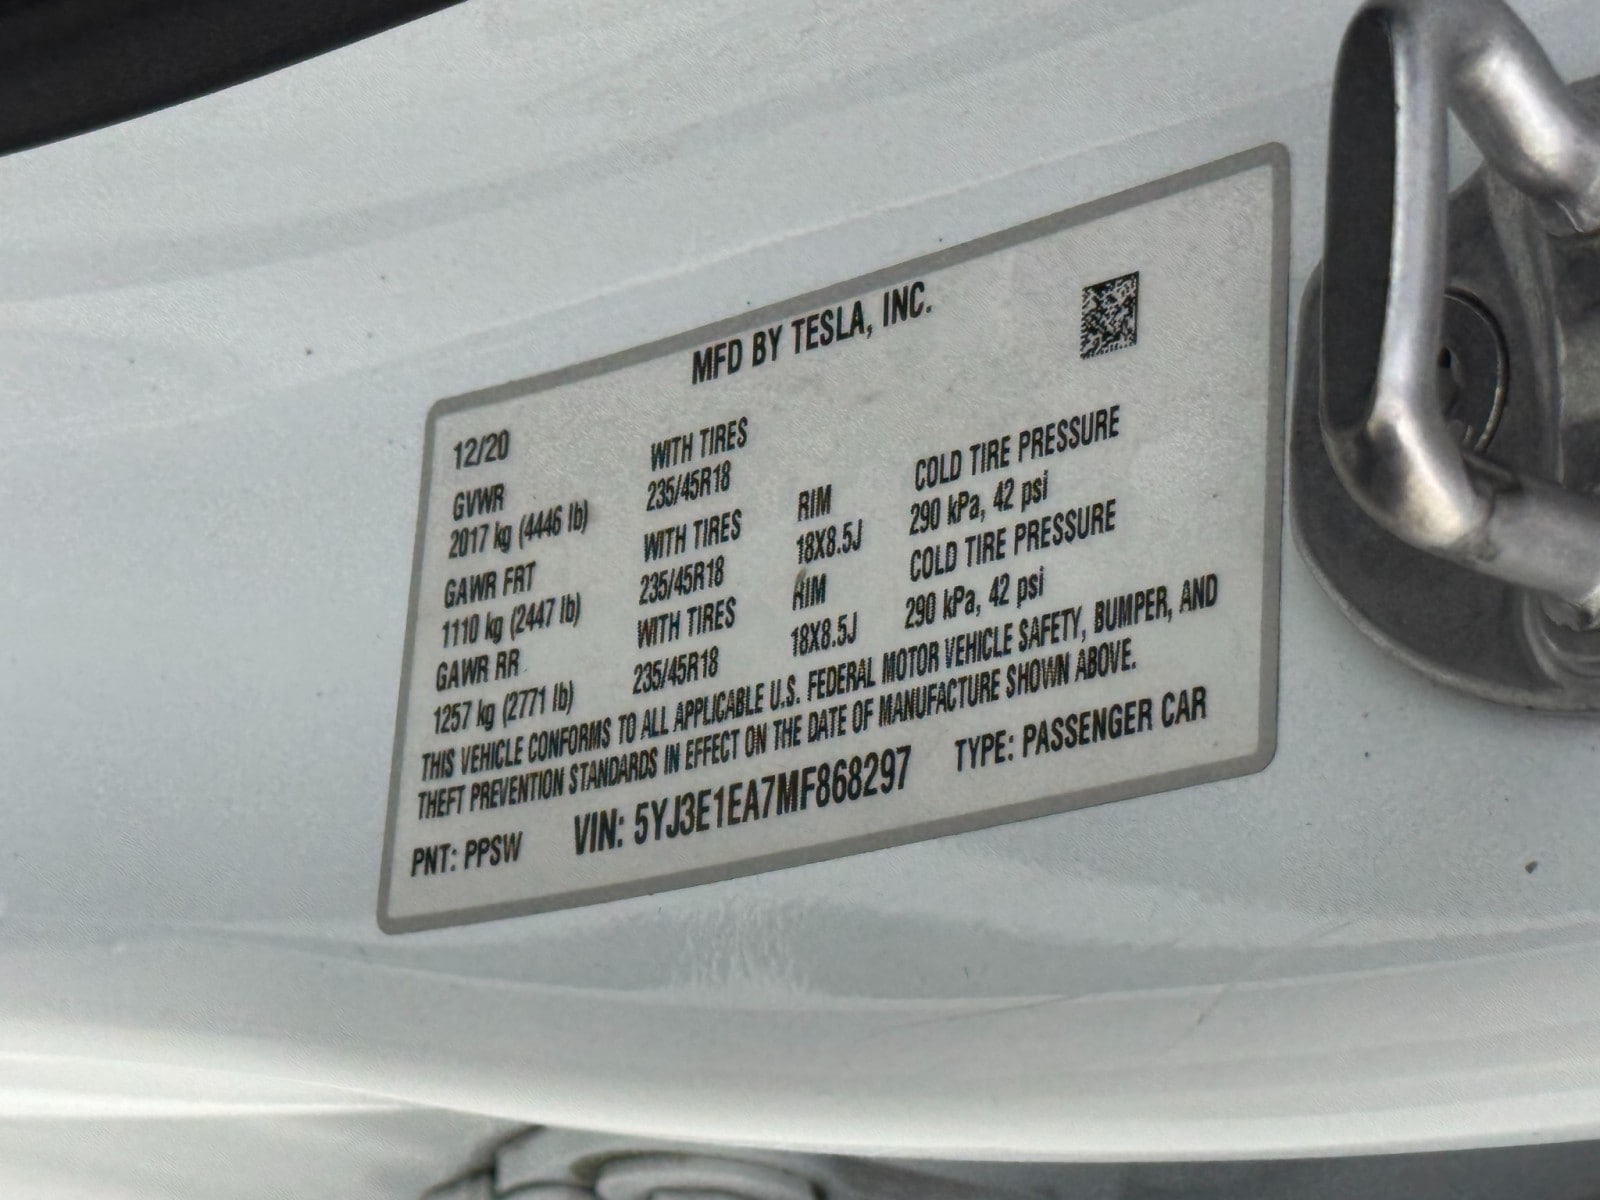 MFD BY TESLA, INC.
12/20
GVWR WITH TIRES
2017 kg (4446 lb) 235/45R18 RIM COLD TIRE PRESSURE
GAWR FRT WITH TIRES 18X8.5J 290 kPa, 42 psi
1110 kg (2447 lb) 235/45R18 RIM COLD TIRE PRESSURE
GAWR RR WITH TIRES 18X8.5J 290 kPa, 42 psi
1257 kg (2771 lb) 235/45R18
THIS VEHICLE CONFORMS TO ALL APPLICABLE U.S. FEDERAL MOTOR VEHICLE SAFETY, BUMPER, AND
THEFT PREVENTION STANDARDS IN EFFECT ON THE DATE OF MANUFACTURE SHOWN ABOVE.
PNT: PPSW VIN: 5YJ3E1EA7MF868297 TYPE: PASSENGER CAR